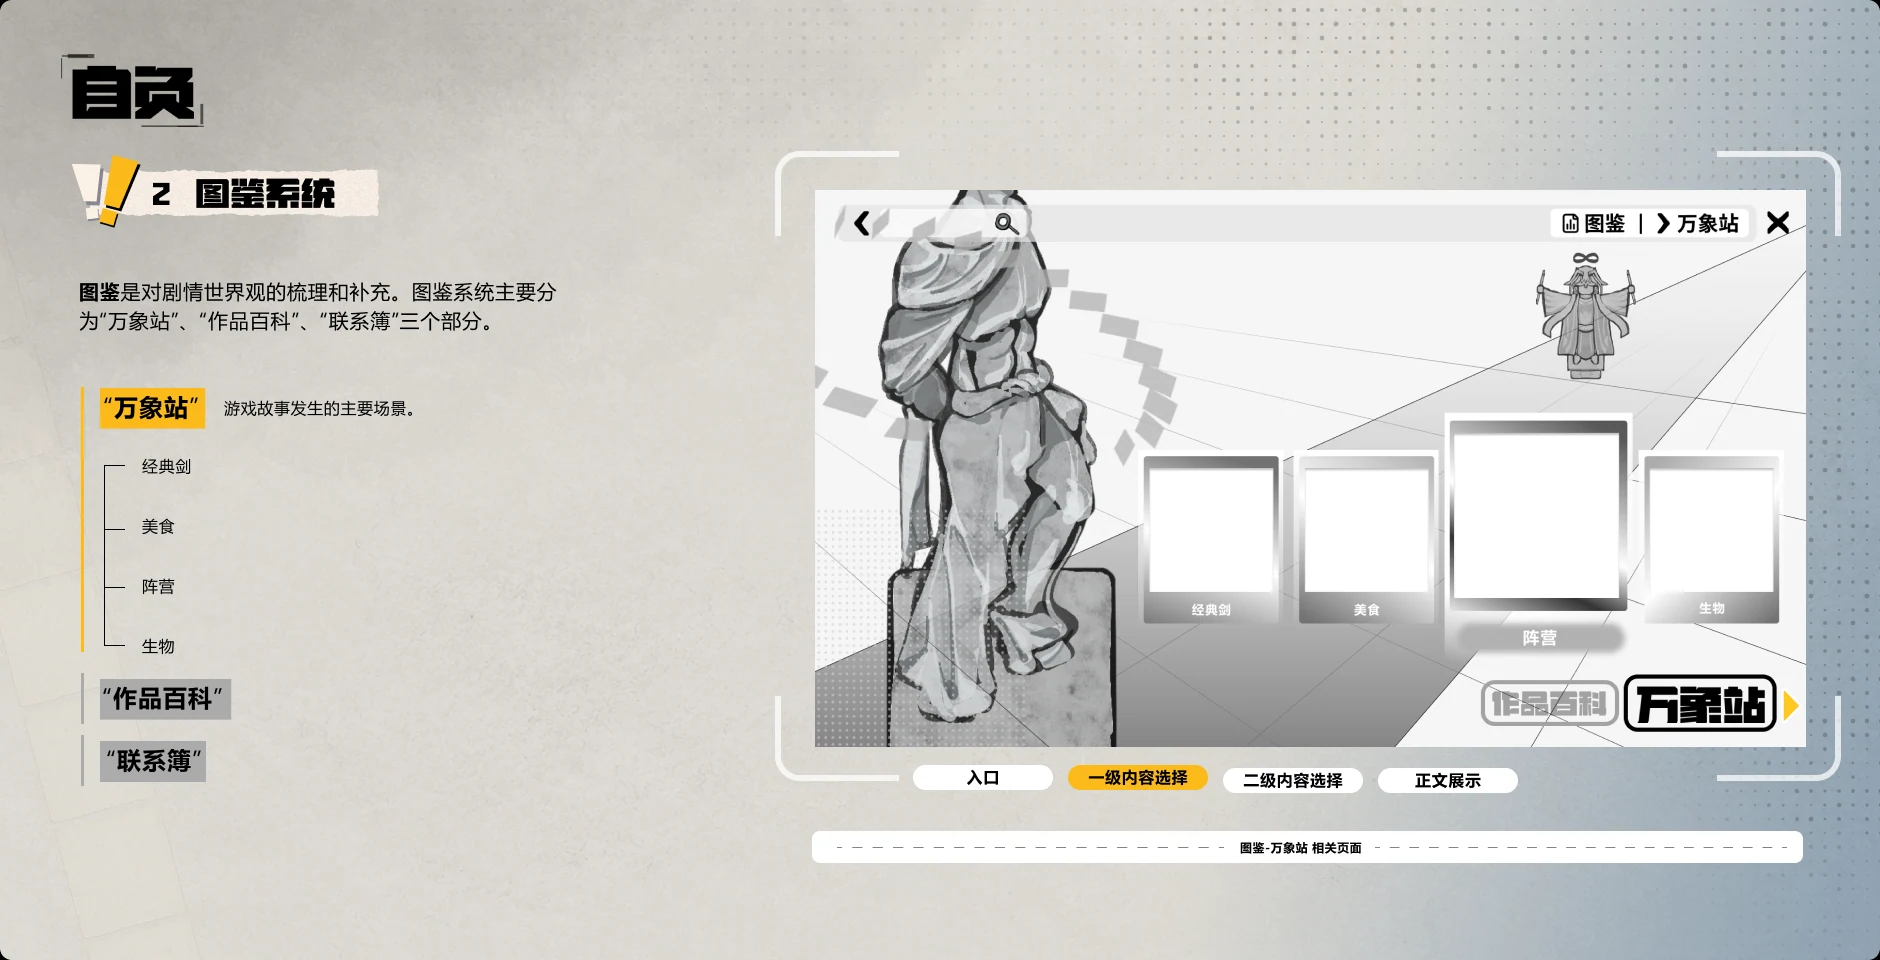 自负
2 图鉴系统
图鉴是对剧情世界观的梳理和补充。图鉴系统主要分
为“万象站”、“作品百科”、“联系簿”三个部分。
“万象站” 游戏故事发生的主要场景。
经典剑
美食
阵营
生物
“作品百科”
“联系簿”
图鉴 | 万象站
经典剑
美食
阵营
生物
作品百科
万象站
入口
一级内容选择
二级内容选择
正文展示
图鉴-万象站 相关页面